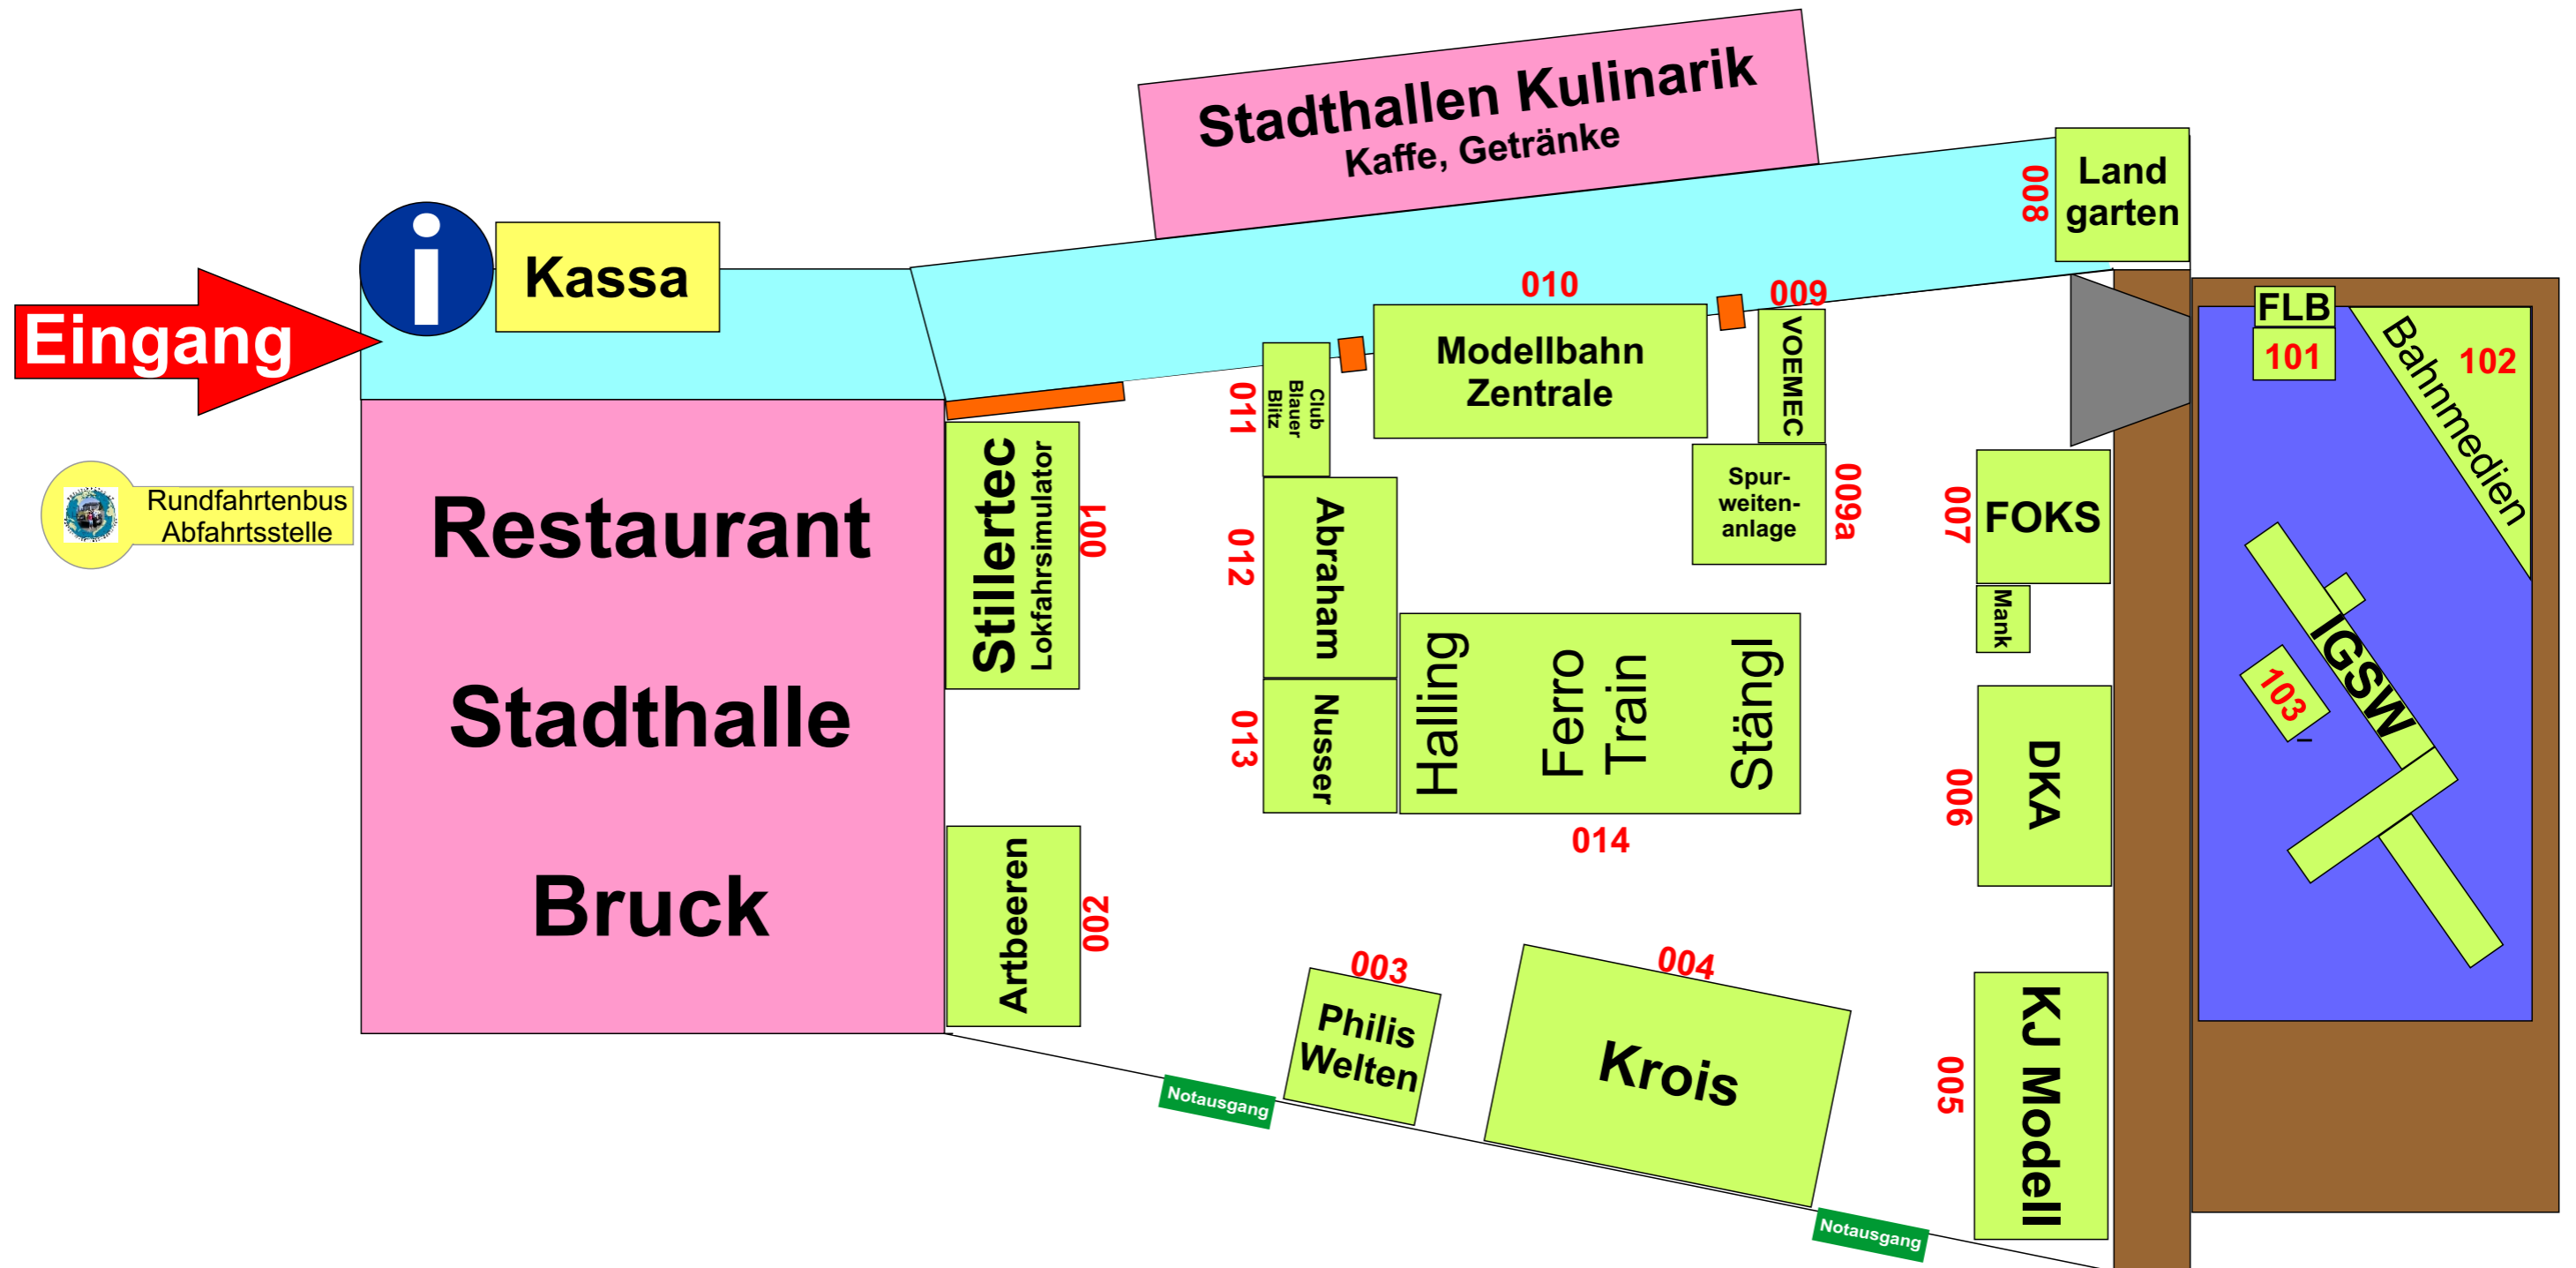 Stadthallen Kulinarik
Kaffe, Getränke
Eingang
i
Kassa
Rundfahrtenbus
Abfahrtsstelle
Restaurant
Stadthalle
Bruck
Stillertec
Lokfahrsimulator
001
Artbeeren
002
Notausgang
003
Philis
Welten
004
Krois
Notausgang
005
KJ Modell
006
DKA
Mank
007
FOKS
008
Land
garten
009
VOEMEC
009a
Spur-
weiten-
anlage
010
Modellbahn
Zentrale
011
Club
Blauer
Blitz
012
Abraham
013
Nusser
Halling
Ferro
Train
Stängl
014
FLB
101
Bahnmedien
102
IGSW
103